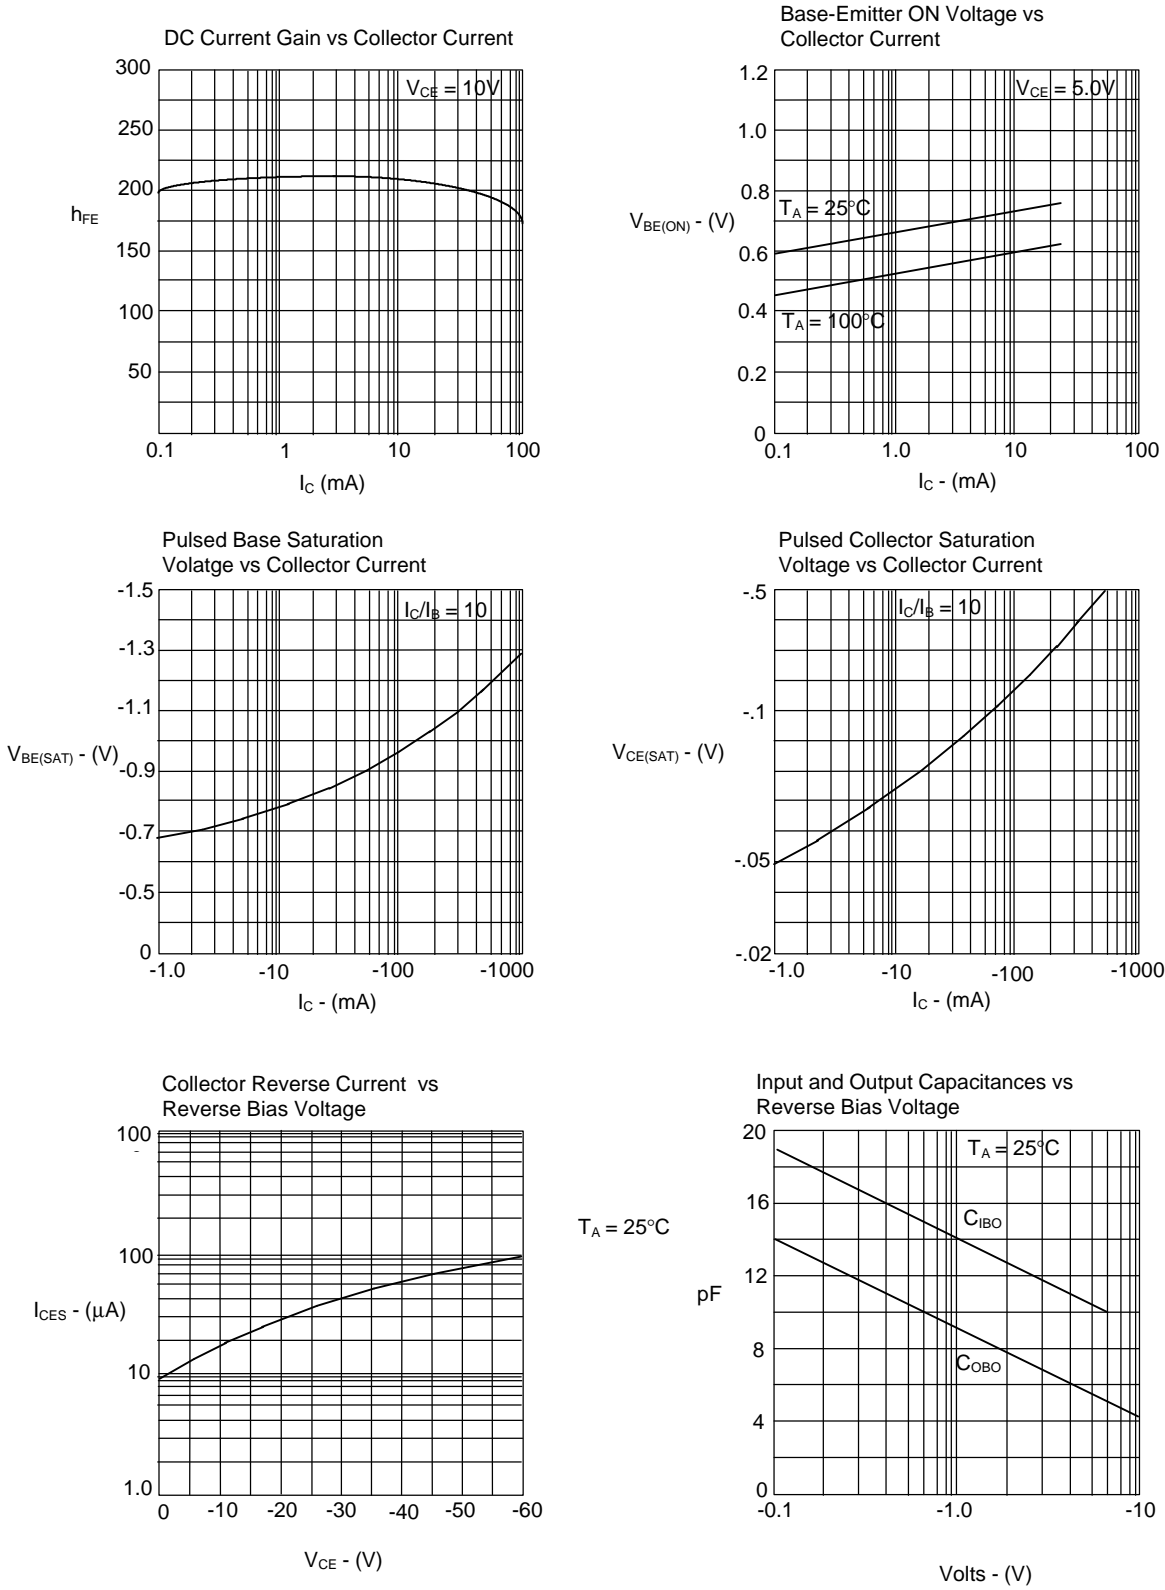 DC Current Gain vs Collector Current
300
250
200
150
100
50
V_CE = 10V
h_FE
0.1 1 10 100
I_C (mA)
Base-Emitter ON Voltage vs
Collector Current
1.2
1.0
0.8
0.6
0.4
0.2
0
V_CE = 5.0V
T_A = 25°C
V_BE(ON) - (V)
T_A = 100°C
0.1 1.0 10 100
I_C - (mA)
Pulsed Base Saturation
Volatge vs Collector Current
-1.5
-1.3
-1.1
-0.9
-0.7
-0.5
0
I_C/I_B = 10
V_BE(SAT) - (V)
-1.0 -10 -100 -1000
I_C - (mA)
Pulsed Collector Saturation
Voltage vs Collector Current
-.5
-.1
-.05
-.02
I_C/I_B = 10
V_CE(SAT) - (V)
-1.0 -10 -100 -1000
I_C - (mA)
Collector Reverse Current vs
Reverse Bias Voltage
100
-
100
10
1.0
I_CES - (µA)
T_A = 25°C
0 -10 -20 -30 -40 -50 -60
V_CE - (V)
Input and Output Capacitances vs
Reverse Bias Voltage
20
16
12
8
4
0
T_A = 25°C
C_IBO
pF
C_OBO
-0.1 -1.0 -10
Volts - (V)